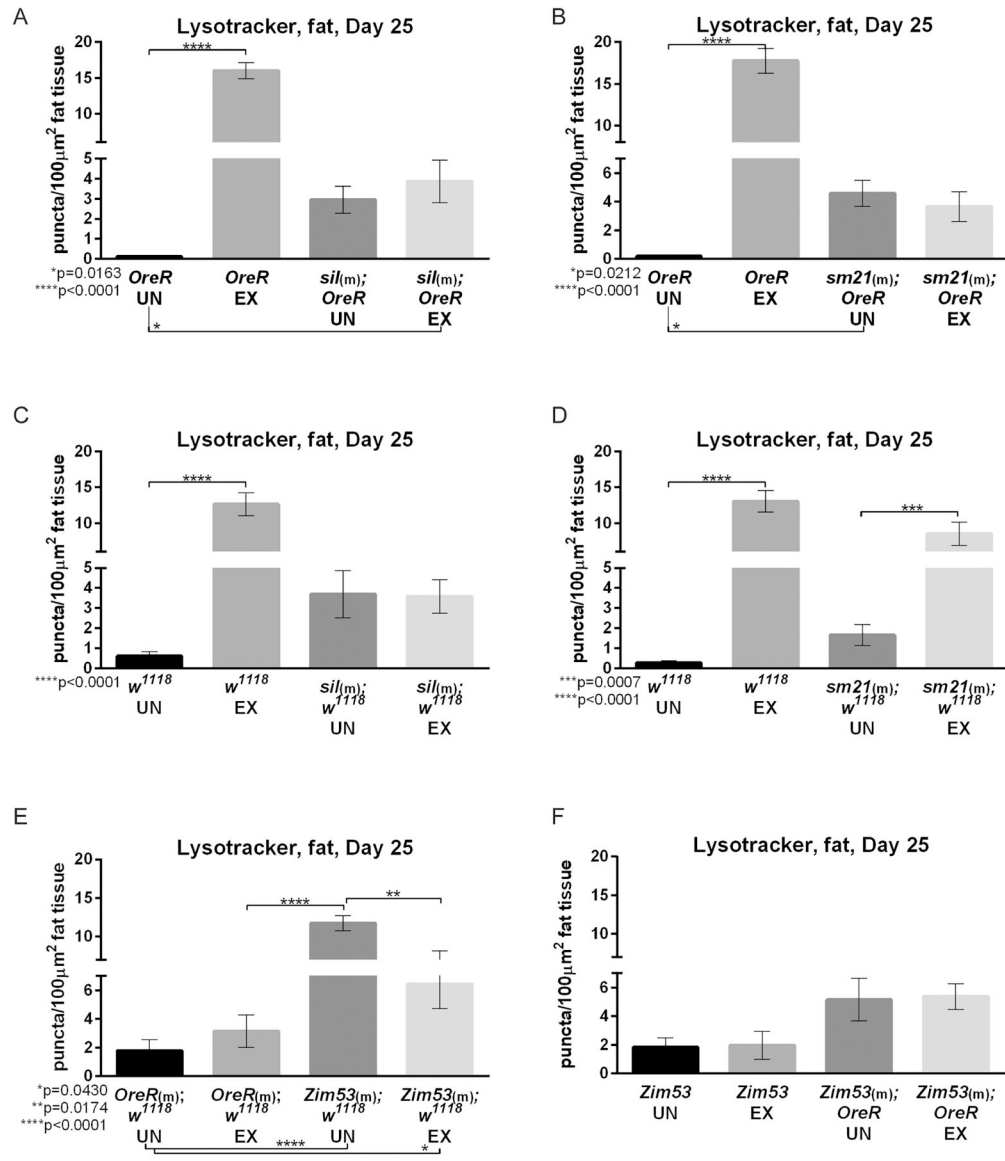 A
Lysotracker, fat, Day 25
puncta/100μm² fat tissue
20
15
10
5
4
3
2
1
0
****
*p=0.0163
****p<0.0001
OreR UN
OreR EX
sil(m); OreR UN
sil(m); OreR EX
*
B
Lysotracker, fat, Day 25
puncta/100μm² fat tissue
20
15
10
6
4
2
0
****
*p=0.0212
****p<0.0001
OreR UN
OreR EX
sm21(m); OreR UN
sm21(m); OreR EX
*
C
Lysotracker, fat, Day 25
puncta/100μm² fat tissue
20
15
10
5
4
3
2
1
0
****
****p<0.0001
w¹¹¹⁸ UN
w¹¹¹⁸ EX
sil(m); w¹¹¹⁸ UN
sil(m); w¹¹¹⁸ EX
D
Lysotracker, fat, Day 25
puncta/100μm² fat tissue
20
15
10
5
4
3
2
1
0
****
***
***p=0.0007
****p<0.0001
w¹¹¹⁸ UN
w¹¹¹⁸ EX
sm21(m); w¹¹¹⁸ UN
sm21(m); w¹¹¹⁸ EX
E
Lysotracker, fat, Day 25
puncta/100μm² fat tissue
20
15
10
6
4
2
0
****
**
*p=0.0430
**p=0.0174
****p<0.0001
OreR(m); w¹¹¹⁸ UN
OreR(m); w¹¹¹⁸ EX
Zim53(m); w¹¹¹⁸ UN
Zim53(m); w¹¹¹⁸ EX
****
*
F
Lysotracker, fat, Day 25
puncta/100μm² fat tissue
20
15
10
6
4
2
0
Zim53 UN
Zim53 EX
Zim53(m); OreR UN
Zim53(m); OreR EX